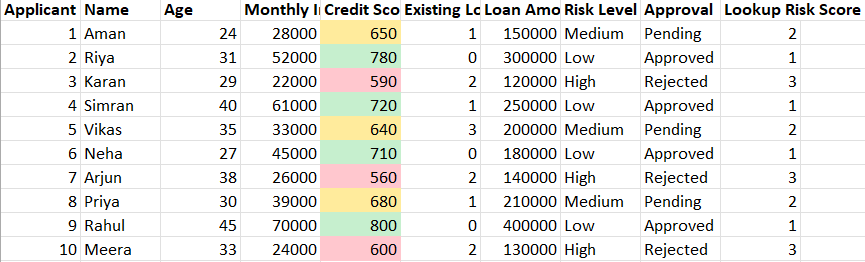 Applicant Name Age Monthly I Credit Sco Existing Lo Loan Amo Risk Level Approval Lookup Risk Score
1 Aman 24 28000 650 1 150000 Medium Pending 2
2 Riya 31 52000 780 0 300000 Low Approved 1
3 Karan 29 22000 590 2 120000 High Rejected 3
4 Simran 40 61000 720 1 250000 Low Approved 1
5 Vikas 35 33000 640 3 200000 Medium Pending 2
6 Neha 27 45000 710 0 180000 Low Approved 1
7 Arjun 38 26000 560 2 140000 High Rejected 3
8 Priya 30 39000 680 1 210000 Medium Pending 2
9 Rahul 45 70000 800 0 400000 Low Approved 1
10 Meera 33 24000 600 2 130000 High Rejected 3